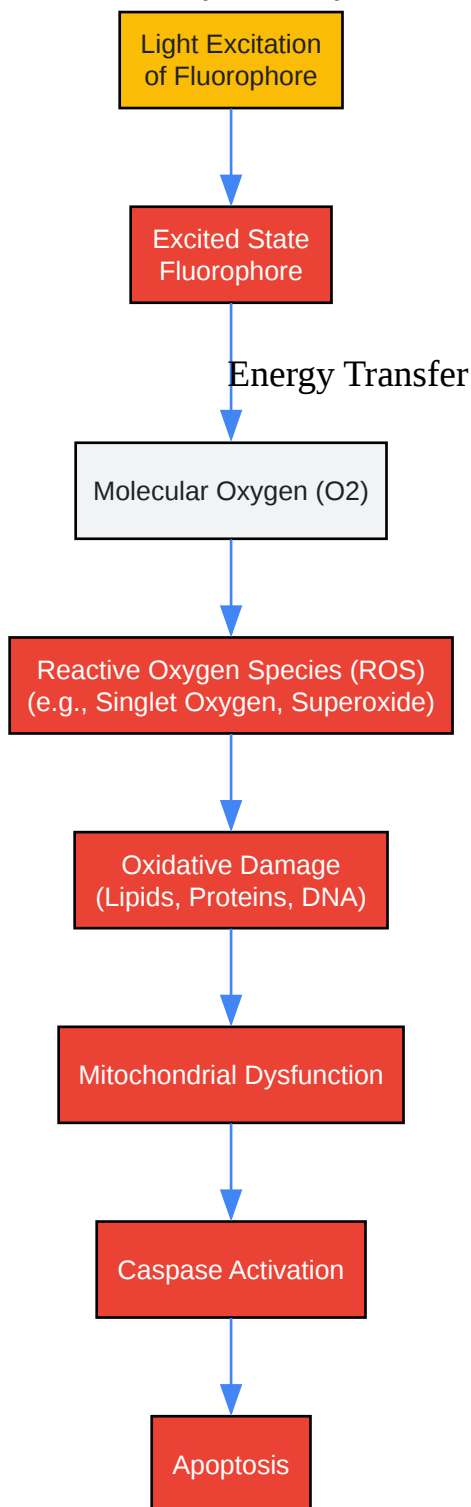 Light Excitation
of Fluorophore
Excited State
Fluorophore
Energy Transfer
Molecular Oxygen (O2)
Reactive Oxygen Species (ROS)
(e.g., Singlet Oxygen, Superoxide)
Oxidative Damage
(Lipids, Proteins, DNA)
Mitochondrial Dysfunction
Caspase Activation
Apoptosis